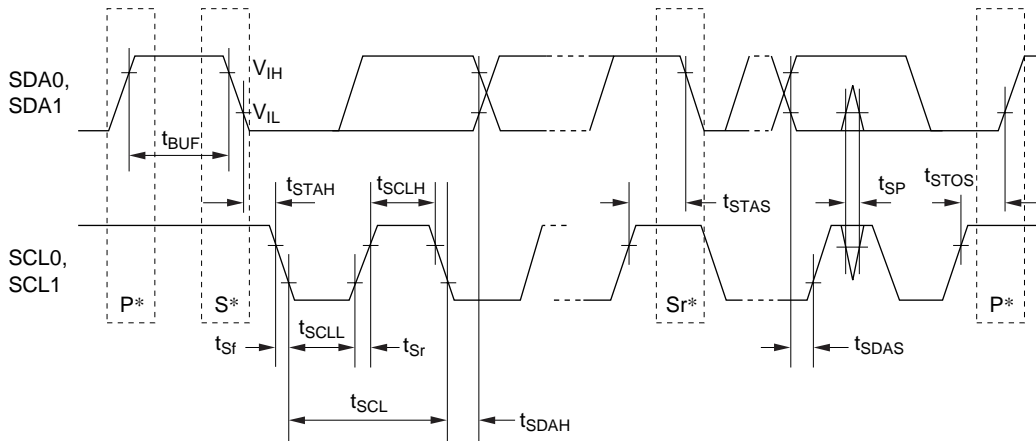 SDA0,
SDA1
VIH
VIL
tBUF
tSTAH
tSCLH
tSTAS
tSP
tSTOS
SCL0,
SCL1
P*
S*
Sr*
P*
tSf
tSCLL
tSr
tSDAS
tSCL
tSDAH